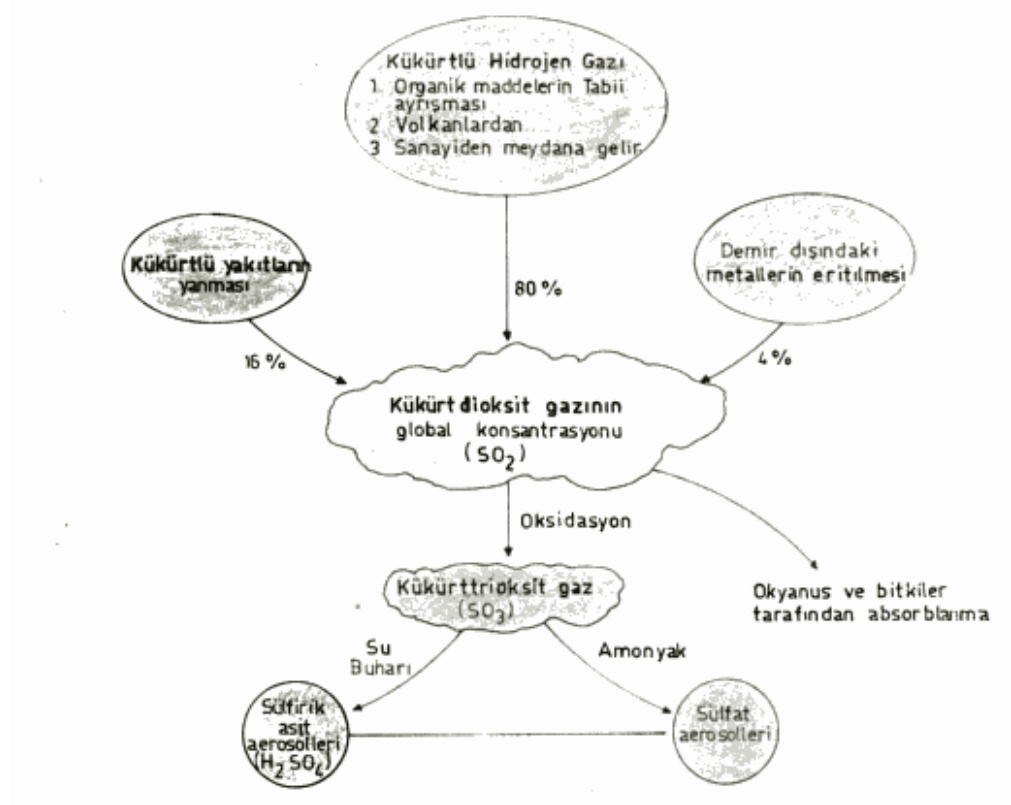 Kükürtlü Hidrojen Gazı
1 Organik maddelerin Tabii
ayrışması
2 Volkanlardan
3 Sanayiden meydana gelir
Kükürtlü yakıtların
yanması
Demir dışındaki
metallerin eritilmesi
80 %
16 %
4 %
Kükürtdioksit gazının
global konsantrasyonu
(SO₂)
Oksidasyon
Kükürttrioksit gaz
(SO₃)
Okyanus ve bitkiler
tarafından absorblanma
Su
Buharı
Amonyak
Sülfirik
asit
aerosolleri
(H₂SO₄)
Sülfat
aerosolleri